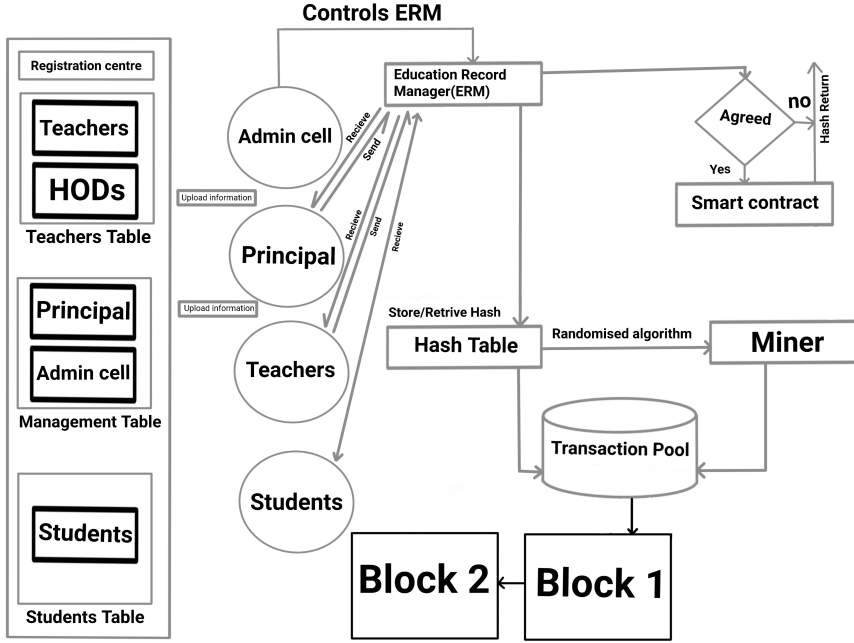 Controls ERM
Registration centre
Teachers
HODs
Teachers Table
Principal
Admin cell
Management Table
Students
Students Table
Admin cell
Upload information
Principal
Upload information
Teachers
Students
Education Record
Manager(ERM)
Recieve
Send
Recieve
Send
Recieve
Agreed
no
Hash Return
Yes
Smart contract
Store/Retrive Hash
Hash Table
Randomised algorithm
Miner
Transaction Pool
Block 2
Block 1